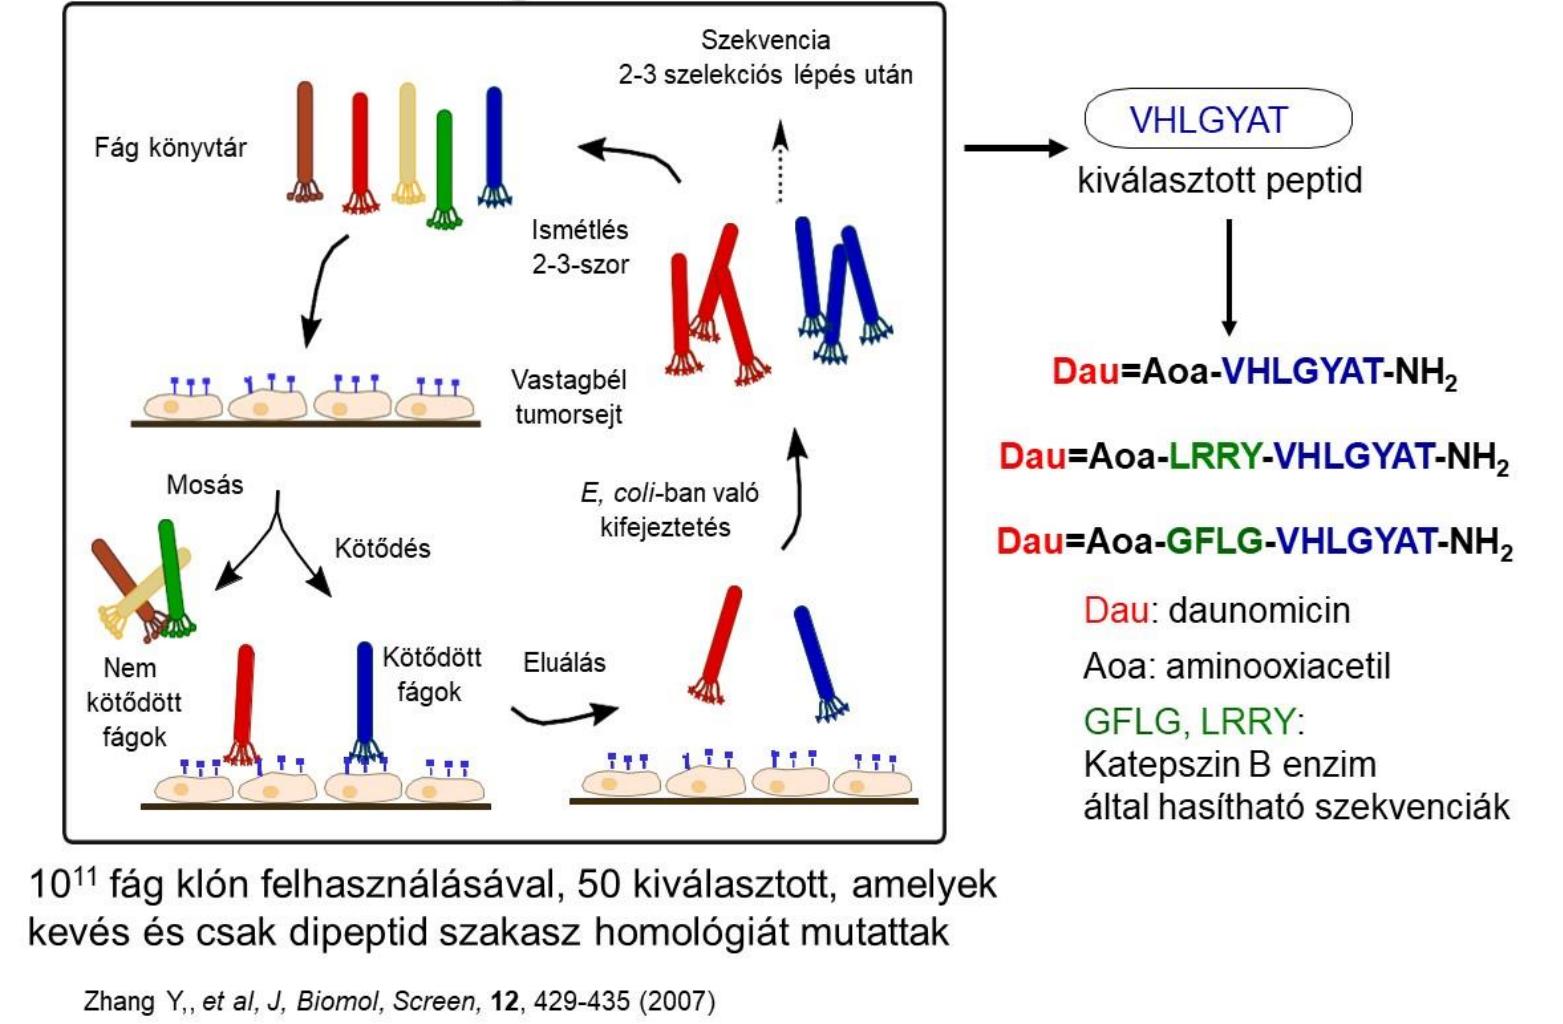 Szekvencia
2-3 szelekciós lépés után
Fág könyvtár
Ismétlés
2-3-szor
Vastagbél
tumorsejt
Mosás
Kötődés
E, coli-ban való
kifejeztetés
Nem
kötődött
fágok
Kötődött
fágok
Eluálás
VHLGYAT
kiválasztott peptid
Dau=Aoa-VHLGYAT-NH₂
Dau=Aoa-LRRY-VHLGYAT-NH₂
Dau=Aoa-GFLG-VHLGYAT-NH₂
Dau: daunomicin
Aoa: aminooxiacetil
GFLG, LRRY:
Katepszin B enzim
által hasítható szekvenciák
10¹¹ fág klón felhasználásával, 50 kiválasztott, amelyek
kevés és csak dipeptid szakasz homológiát mutattak
Zhang Y,, et al, J, Biomol, Screen, 12, 429-435 (2007)